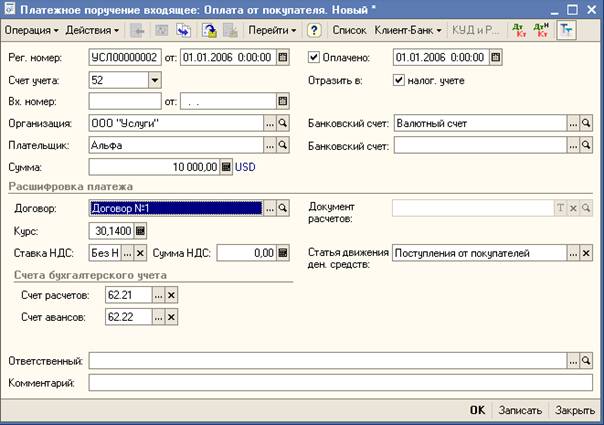 Платежное поручение входящее: Оплата от покупателя. Новый *
Операция Действия Перейти ? Список Клиент-Банк КУД и Р... Дт Кт Дт Н Кт Тт
Рег. номер: УСЛ00000002 от: 01.01.2006 0:00:00 Оплачено: 01.01.2006 0:00:00
Счет учета: 52 Отразить в: налог. учете
Вх. номер: от: . .
Организация: ООО "Услуги" ... Банковский счет: Валютный счет ...
Плательщик: Альфа ... Банковский счет: ...
Сумма: 10 000,00 USD
Расшифровка платежа
Договор: Договор №1 ... Документ расчетов: T ×
Курс: 30,1400
Ставка НДС: Без Н ... × Сумма НДС: 0,00 Статья движения ден. средств: Поступления от покупателей ... ×
Счета бухгалтерского учета
Счет расчетов: 62.21 ... ×
Счет авансов: 62.22 ... ×
Ответственный: ...
Комментарий:
OK Записать Закрыть